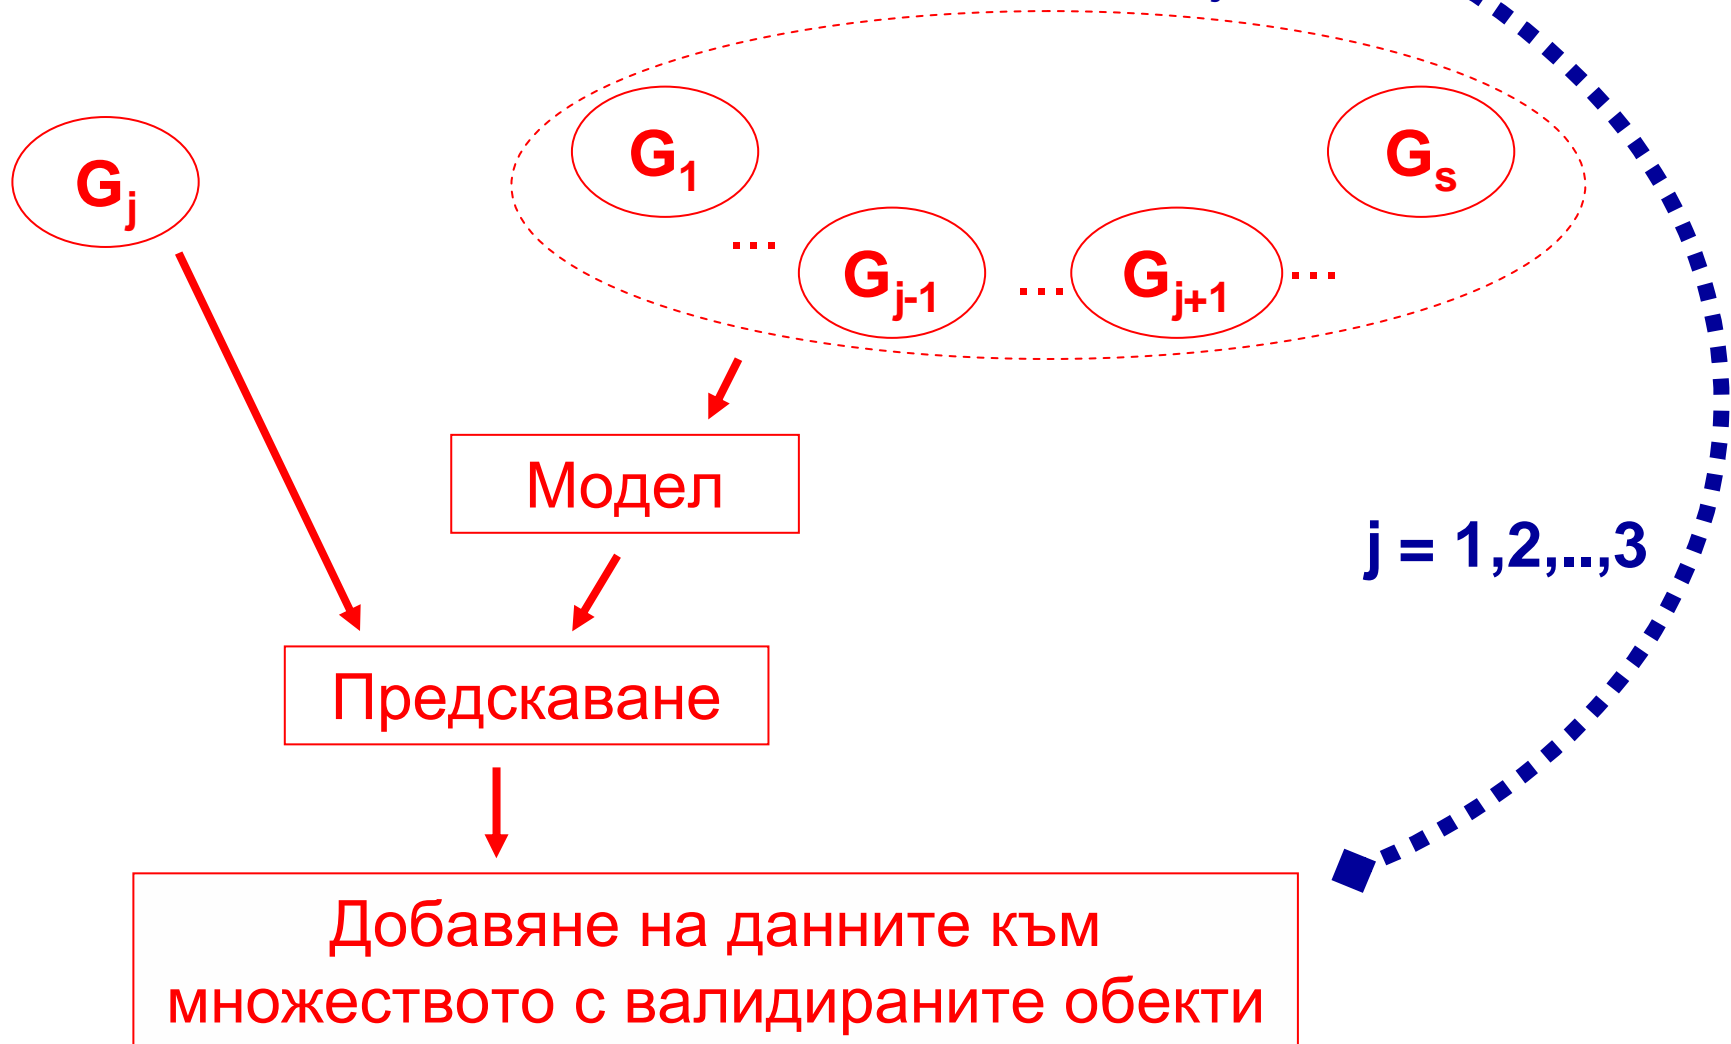 G1
Gs
Gj
...
Gj-1
...
Gj+1
...
Модел
j = 1,2,..,3
Предскаване
Добавяне на данните към
множеството с валидираните обекти